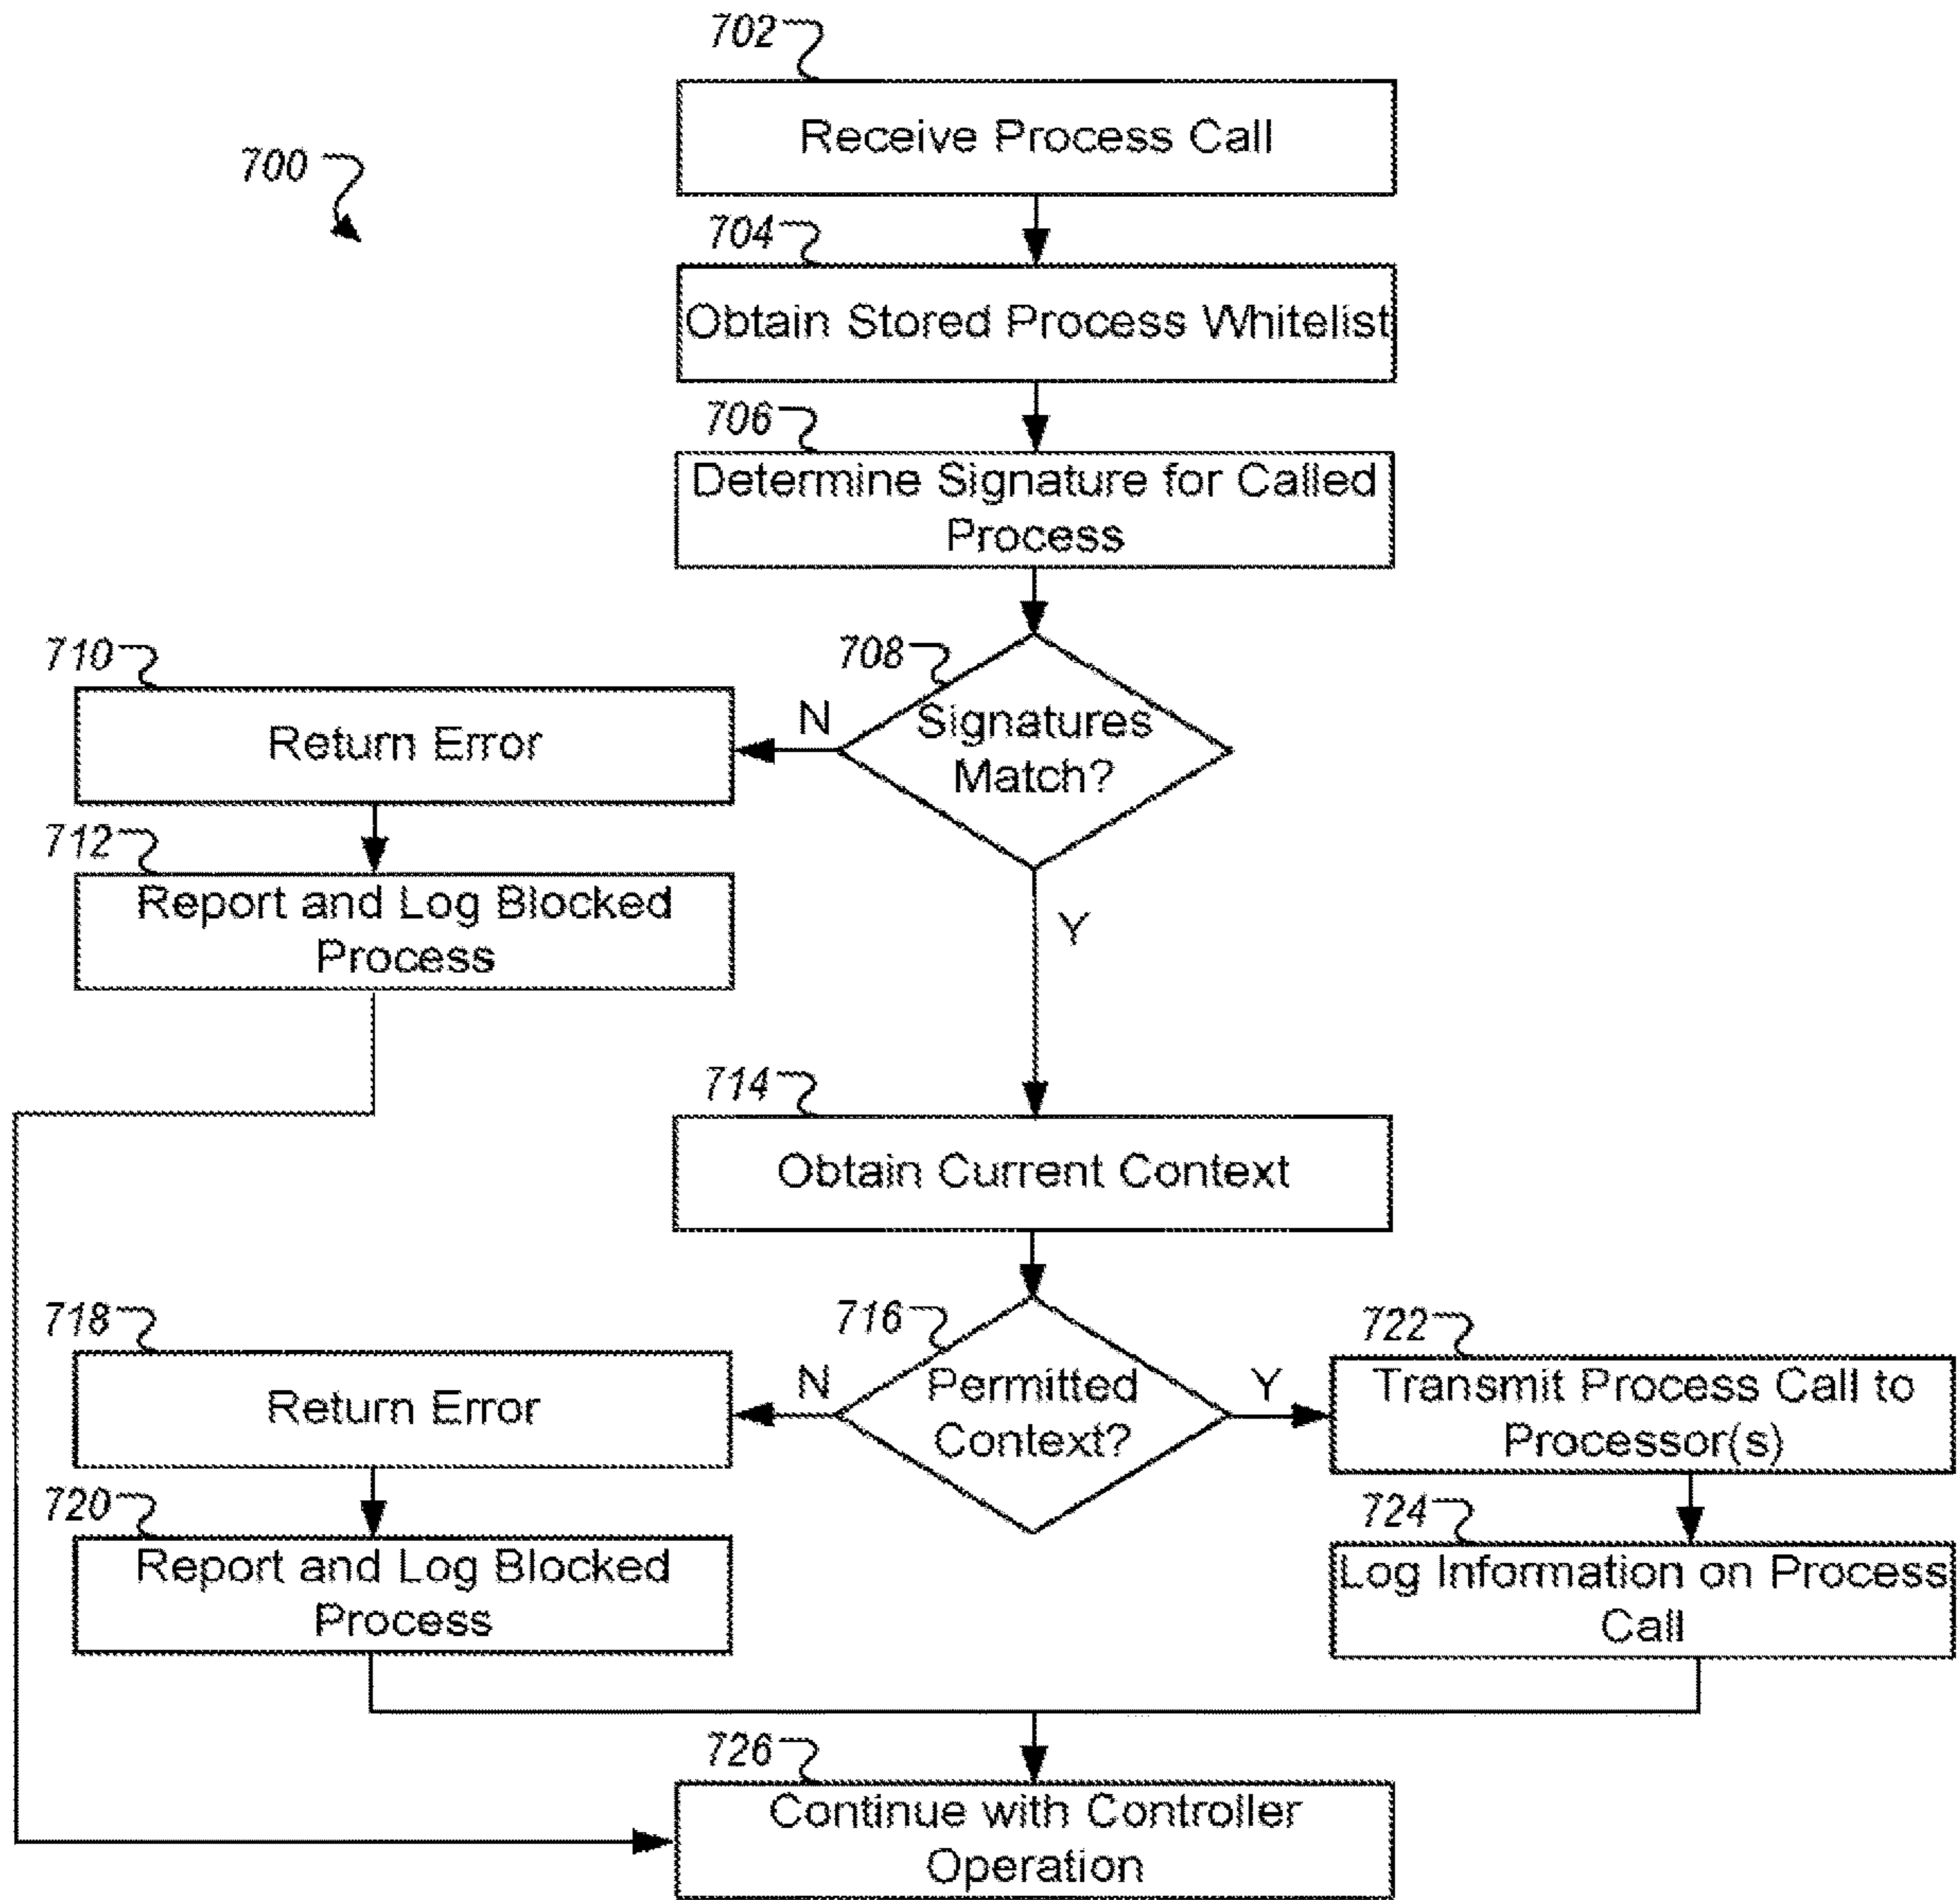 702
Receive Process Call
700
704
Obtain Stored Process Whitelist
706
Determine Signature for Called
Process
708
Signatures
Match?
N
Y
710
Return Error
712
Report and Log Blocked
Process
714
Obtain Current Context
716
Permitted
Context?
N
Y
718
Return Error
720
Report and Log Blocked
Process
722
Transmit Process Call to
Processor(s)
724
Log Information on Process
Call
726
Continue with Controller
Operation